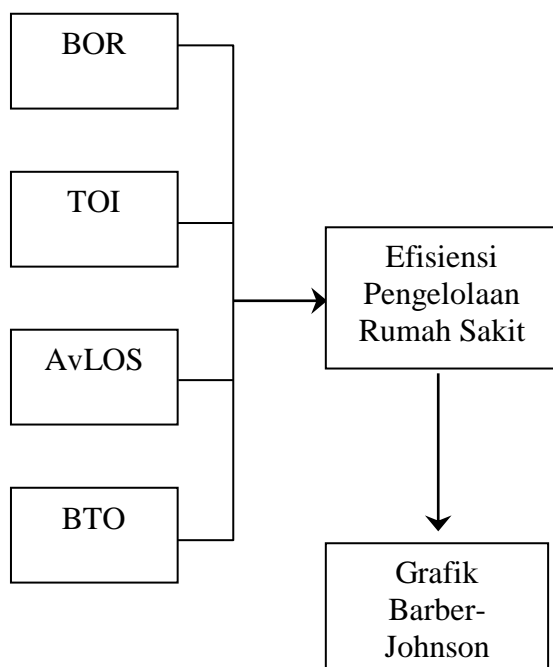 BOR
TOI
AvLOS
BTO
Efisiensi
Pengelolaan
Rumah Sakit
Grafik
Barber-
Johnson